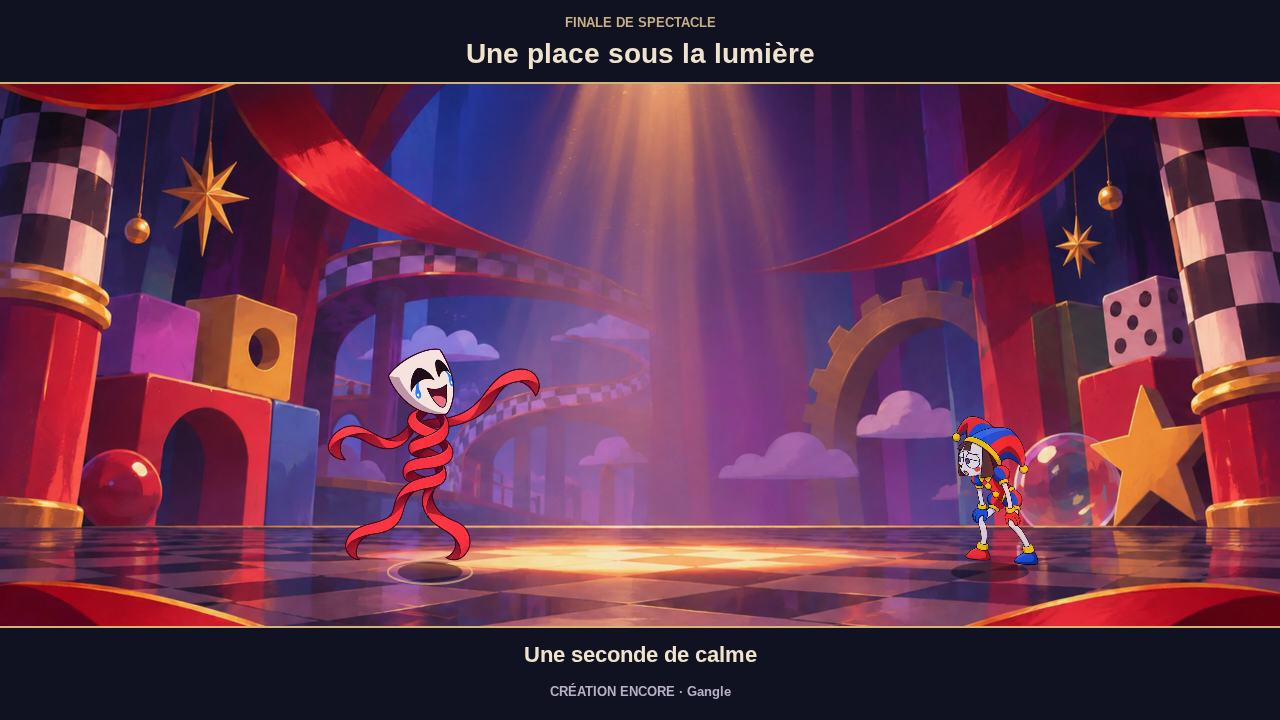 FINALE DE SPECTACLE
Une place sous la lumière
Une seconde de calme
CRÉATION ENCORE · Gangle